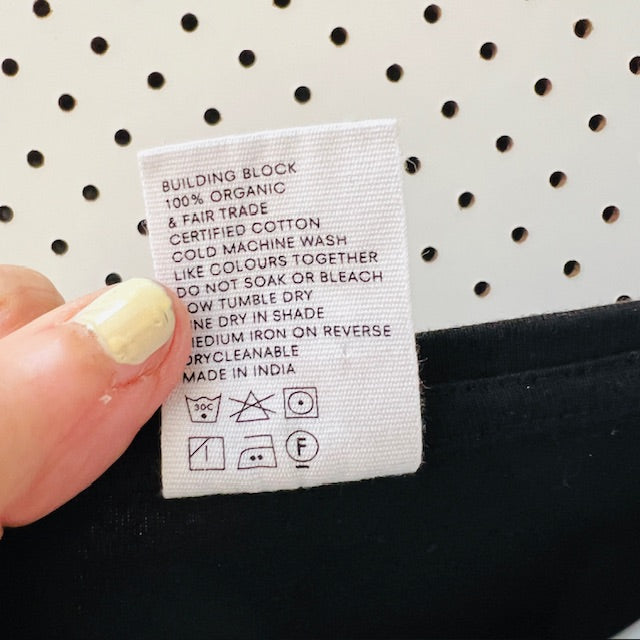 BUILDING BLOCK
100% ORGANIC
& FAIR TRADE
CERTIFIED COTTON
COLD MACHINE WASH
LIKE COLOURS TOGETHER
DO NOT SOAK OR BLEACH
LOW TUMBLE DRY
LINE DRY IN SHADE
MEDIUM IRON ON REVERSE
DRYCLEANABLE
MADE IN INDIA
30C
F